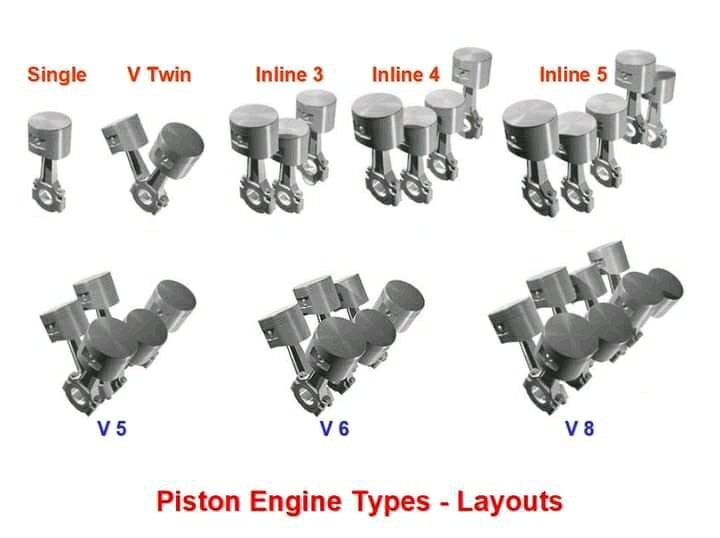 Single
V Twin
Inline 3
Inline 4
Inline 5
V 5
V 6
V 8
Piston Engine Types - Layouts